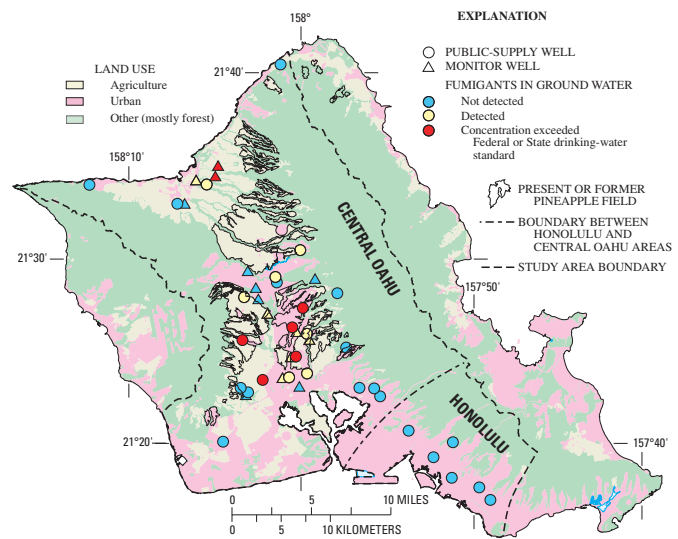 EXPLANATION
PUBLIC-SUPPLY WELL
MONITOR WELL
FUMIGANTS IN GROUND WATER
Not detected
Detected
Concentration exceeded
Federal or State drinking-water
standard
PRESENT OR FORMER
PINEAPPLE FIELD
BOUNDARY BETWEEN
HONOLULU AND
CENTRAL OAHU AREAS
STUDY AREA BOUNDARY
LAND USE
Agriculture
Urban
Other (mostly forest)
158°
21°40'
158°10'
21°30'
157°50'
21°20'
157°40'
CENTRAL OAHU
HONOLULU
0 5 10 MILES
0 5 10 KILOMETERS